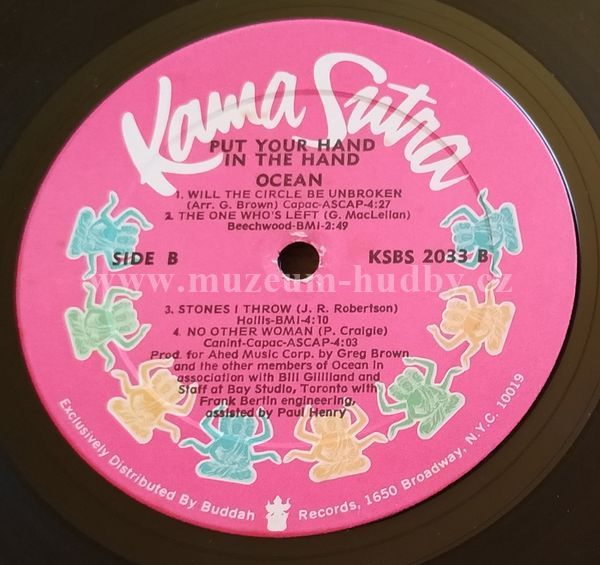 Kama Sutra
PUT YOUR HAND
IN THE HAND
OCEAN
1. WILL THE CIRCLE BE UNBROKEN
(Arr. G. Brown) Capac-ASCAP-4:27
2. THE ONE WHO'S LEFT (G. MacLellan)
Beechwood-BMI-2:49
SIDE B
KSBS 2033 B
www.muzeum-hudby.cz
3. STONES I THROW (J. R. Robertson)
Hollis-BMI-4:10
4. NO OTHER WOMAN (P. Craigie)
Canint-Capac-ASCAP-4:03
Prod. for Ahed Music Corp. by Greg Brown
and the other members of Ocean in
association with Bill Gilliland and
Staff at Bay Studio, Toronto with
Frank Bertin engineering,
assisted by Paul Henry
Exclusively Distributed By Buddah Records, 1650 Broadway, N.Y.C. 10019